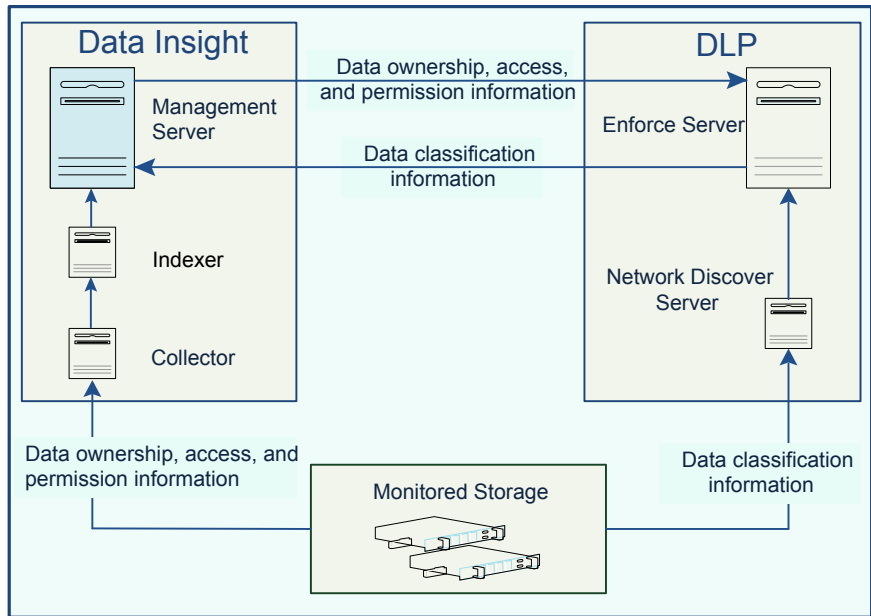 Data Insight
DLP
Data ownership, access,
and permission information
Management
Server
Enforce Server
Data classification
information
Indexer
Network Discover
Server
Collector
Data ownership, access, and
permission information
Monitored Storage
Data classification
information